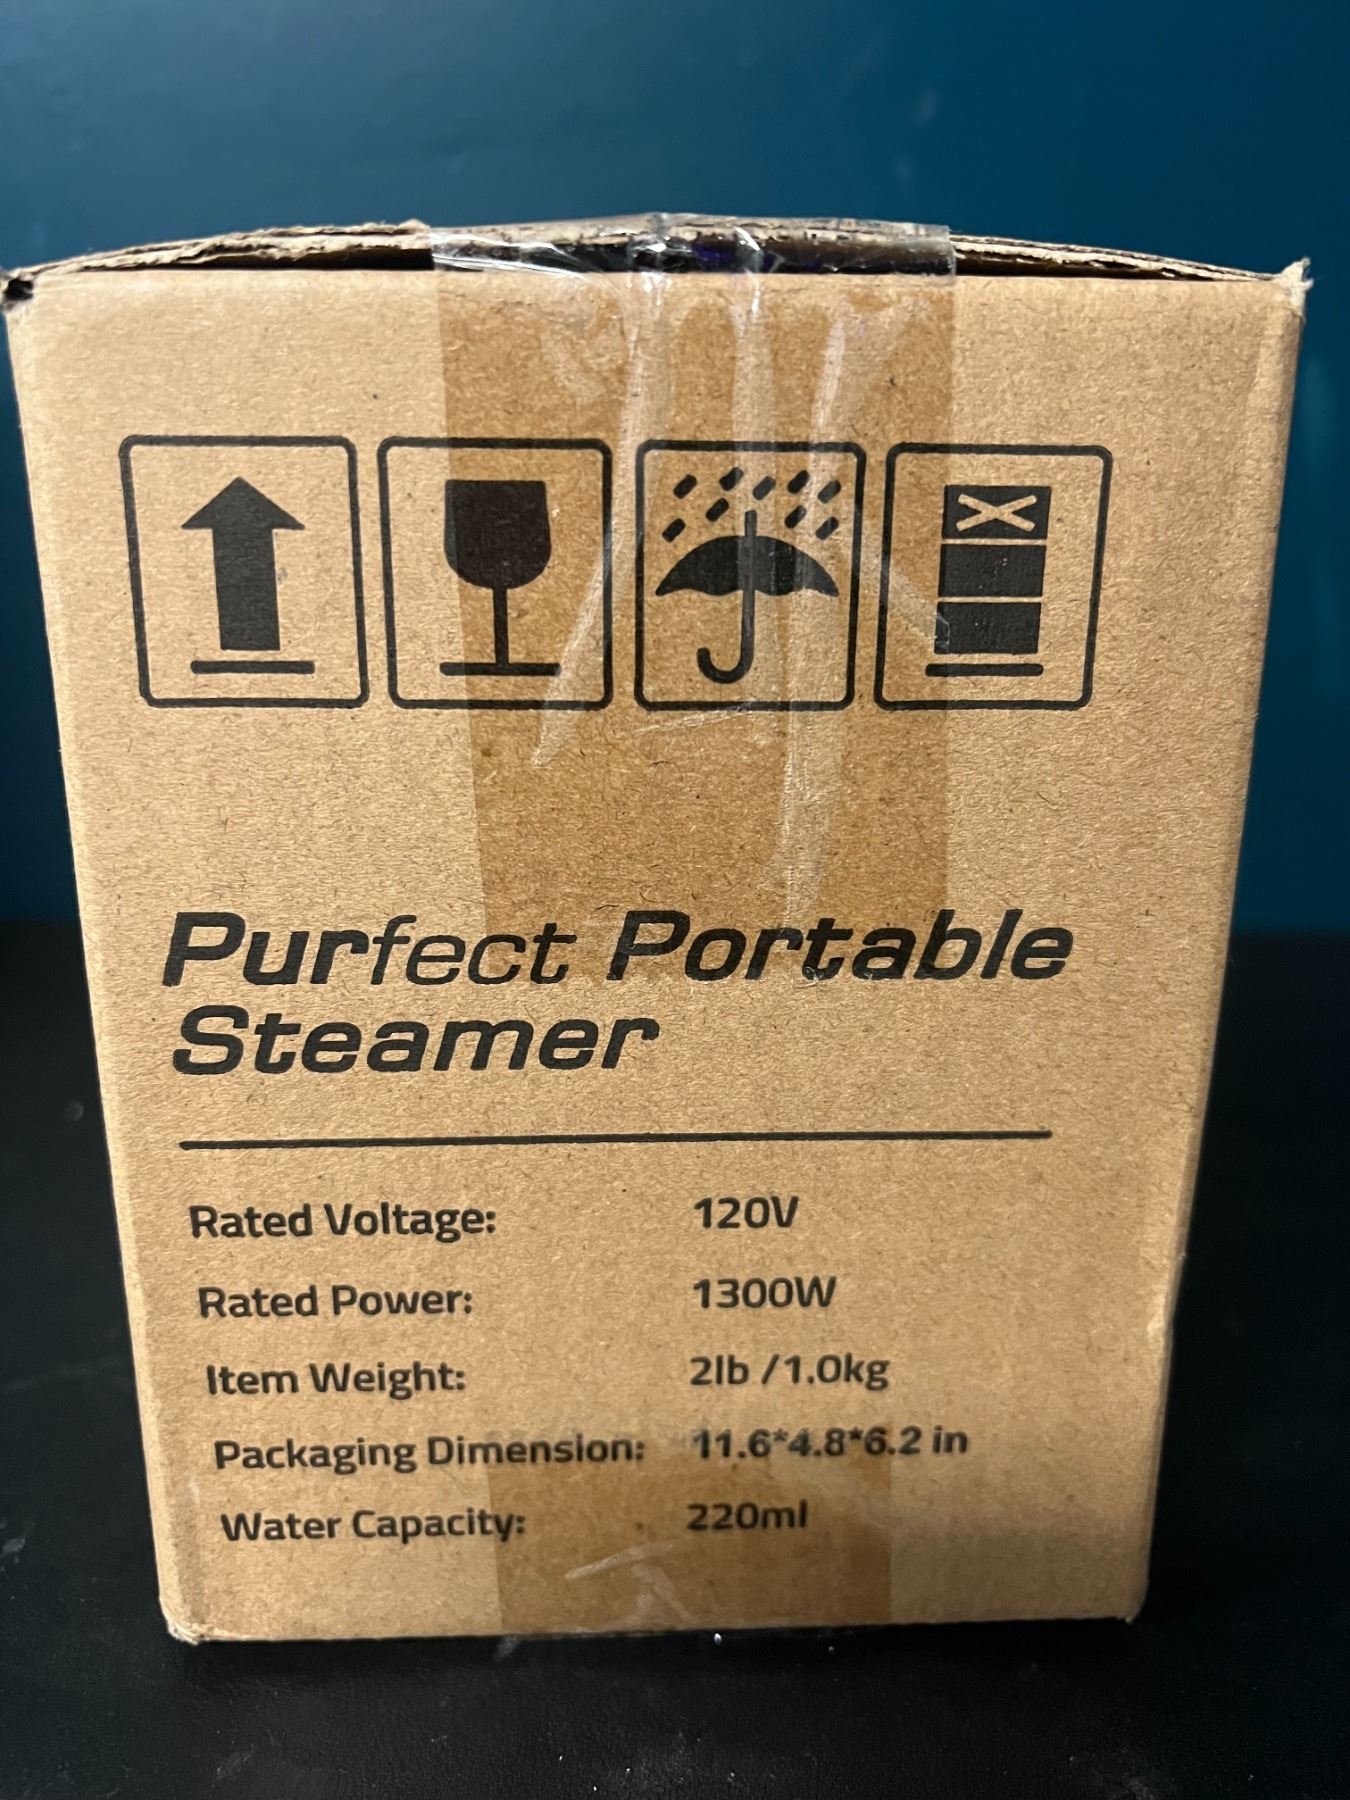 Purfect Portable
Steamer
Rated Voltage: 120V
Rated Power: 1300W
Item Weight: 2lb /1.0kg
Packaging Dimension: 11.6*4.8*6.2 in
Water Capacity: 220ml